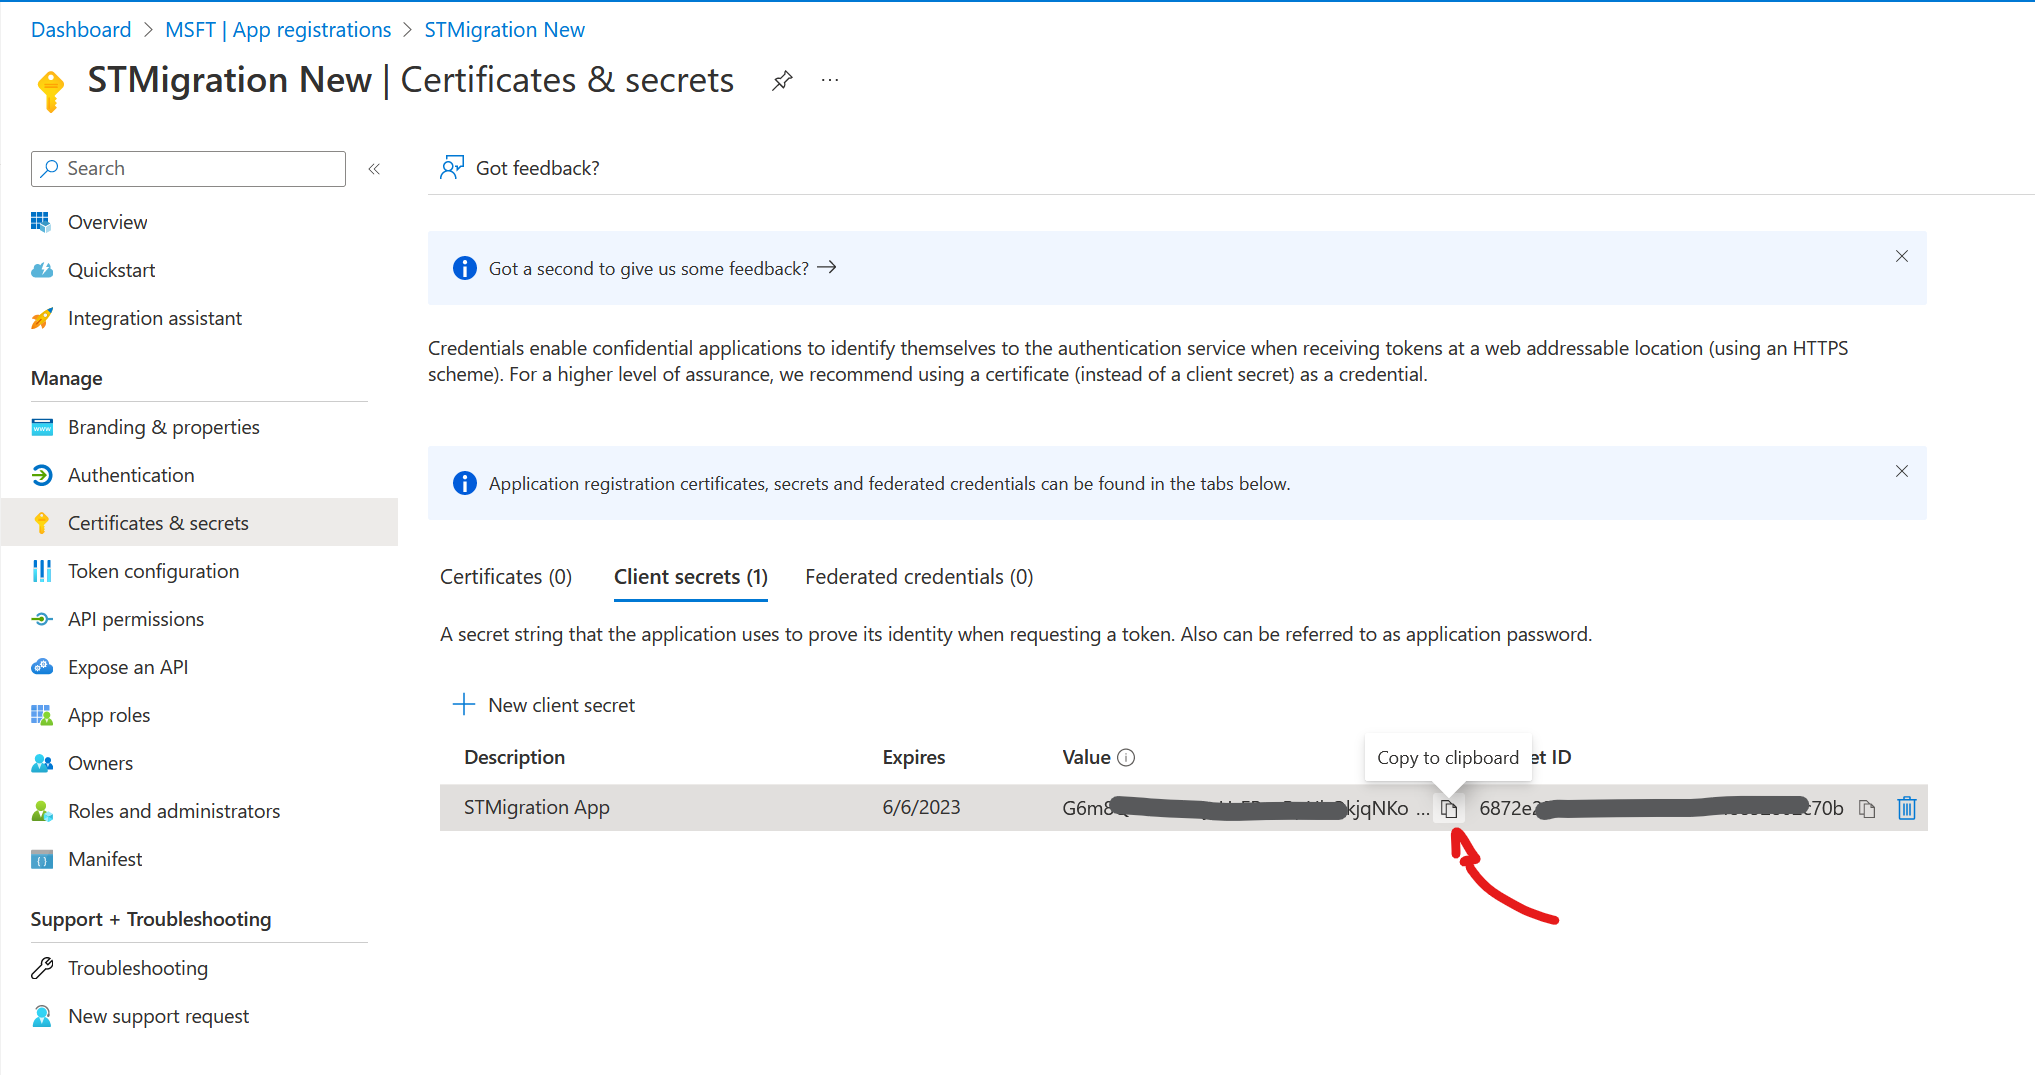 Dashboard > MSFT | App registrations > STMigration New
STMigration New | Certificates & secrets ...
Search «
Overview
Quickstart
Integration assistant
Manage
Branding & properties
Authentication
Certificates & secrets
Token configuration
API permissions
Expose an API
App roles
Owners
Roles and administrators
Manifest
Support + Troubleshooting
Troubleshooting
New support request
Got feedback?
Got a second to give us some feedback? →
Credentials enable confidential applications to identify themselves to the authentication service when receiving tokens at a web addressable location (using an HTTPS
scheme). For a higher level of assurance, we recommend using a certificate (instead of a client secret) as a credential.
Application registration certificates, secrets and federated credentials can be found in the tabs below.
Certificates (0) Client secrets (1) Federated credentials (0)
A secret string that the application uses to prove its identity when requesting a token. Also can be referred to as application password.
New client secret
Copy to clipboard
Description Expires Value et ID
STMigration App 6/6/2023